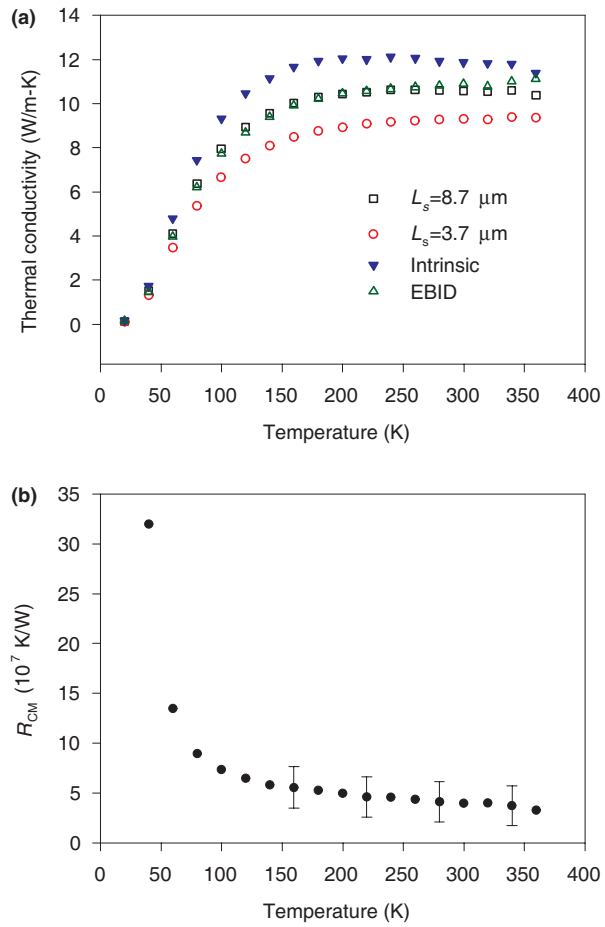 (a)
14
12
10
8
6
4
2
0
Thermal conductivity (W/m-K)
Ls=8.7 μm
Ls=3.7 μm
Intrinsic
EBID
0 50 100 150 200 250 300 350 400
Temperature (K)
(b)
35
30
25
20
15
10
5
0
RCM (10^7 K/W)
0 50 100 150 200 250 300 350 400
Temperature (K)